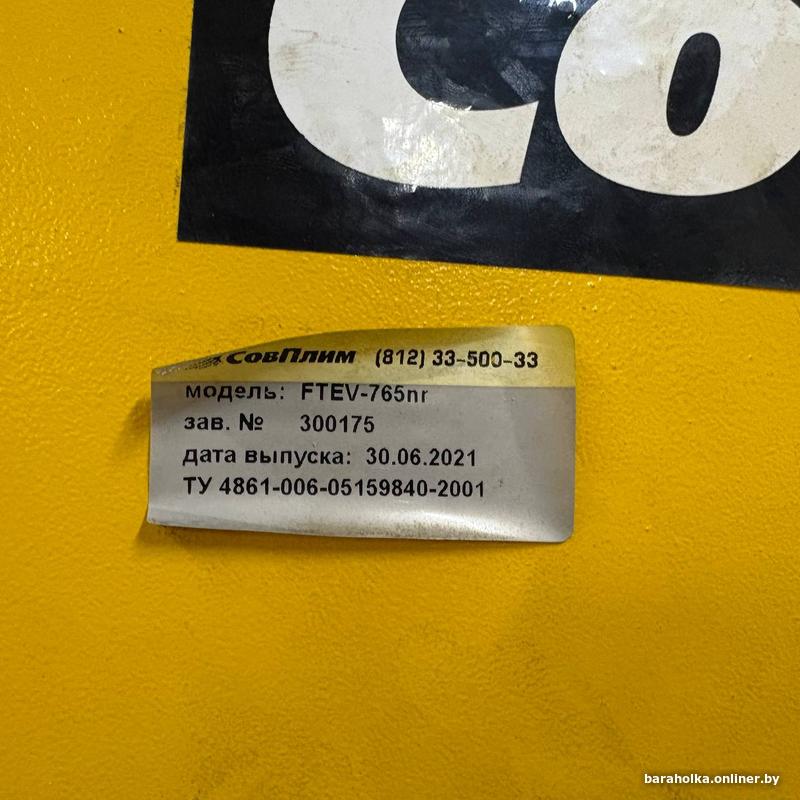 Со
СовПлим (812) 33-500-33
модель: FTEV-765nr
зав. № 300175
дата выпуска: 30.06.2021
ТУ 4861-006-05159840-2001
baraholka.onliner.by